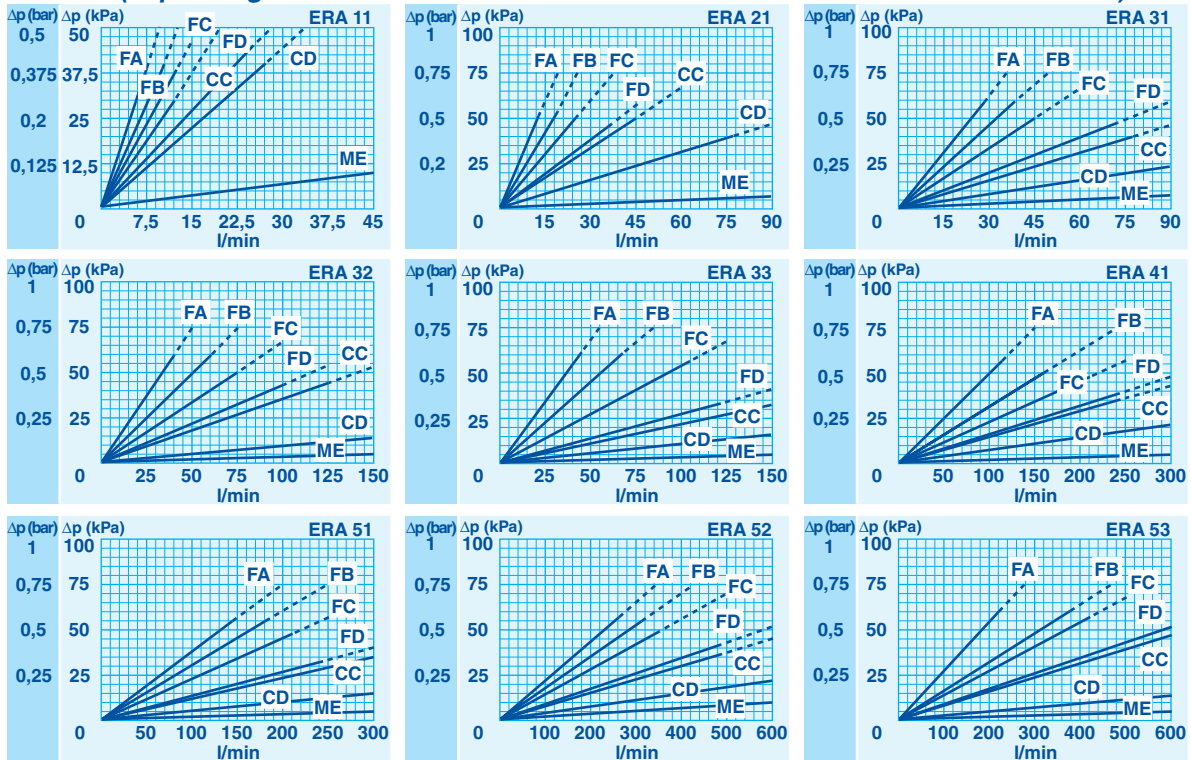 Δp (bar) Δp (kPa) ERA 11
0,5 50
0,375 37,5
0,2 25
0,125 12,5
0 7,5 15 22,5 30 37,5 45
l/min
FA FB FC FD CC CD ME
Δp (bar) Δp (kPa) ERA 21
1 100
0,75 75
0,5 50
0,2 25
0 15 30 45 60 75 90
l/min
FA FB FC FD CC CD ME
Δp (bar) Δp (kPa) ERA 31
1 100
0,75 75
0,5 50
0,25 25
0 15 30 45 60 75 90
l/min
FA FB FC FD CC CD ME
Δp (bar) Δp (kPa) ERA 32
1 100
0,75 75
0,5 50
0,25 25
0 25 50 75 100 125 150
l/min
FA FB FC FD CC CD ME
Δp (bar) Δp (kPa) ERA 33
1 100
0,75 75
0,5 50
0,25 25
0 25 50 75 100 125 150
l/min
FA FB FC FD CC CD ME
Δp (bar) Δp (kPa) ERA 41
1 100
0,75 75
0,5 50
0,25 25
0 50 100 150 200 250 300
l/min
FA FB FC FD CC CD ME
Δp (bar) Δp (kPa) ERA 51
1 100
0,75 75
0,5 50
0,25 25
0 50 100 150 200 250 300
l/min
FA FB FC FD CC CD ME
Δp (bar) Δp (kPa) ERA 52
1 100
0,75 75
0,5 50
0,25 25
0 100 200 300 400 500 600
l/min
FA FB FC FD CC CD ME
Δp (bar) Δp (kPa) ERA 53
1 100
0,75 75
0,5 50
0,25 25
0 100 200 300 400 500 600
l/min
FA FB FC FD CC CD ME